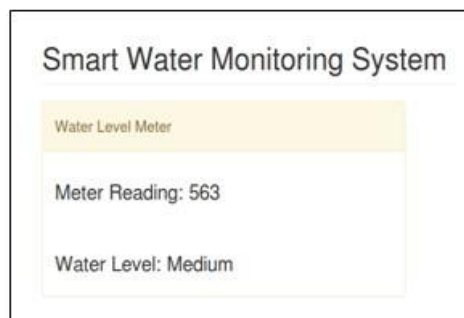 Smart Water Monitoring System
Water Level Meter
Meter Reading: 563
Water Level: Medium